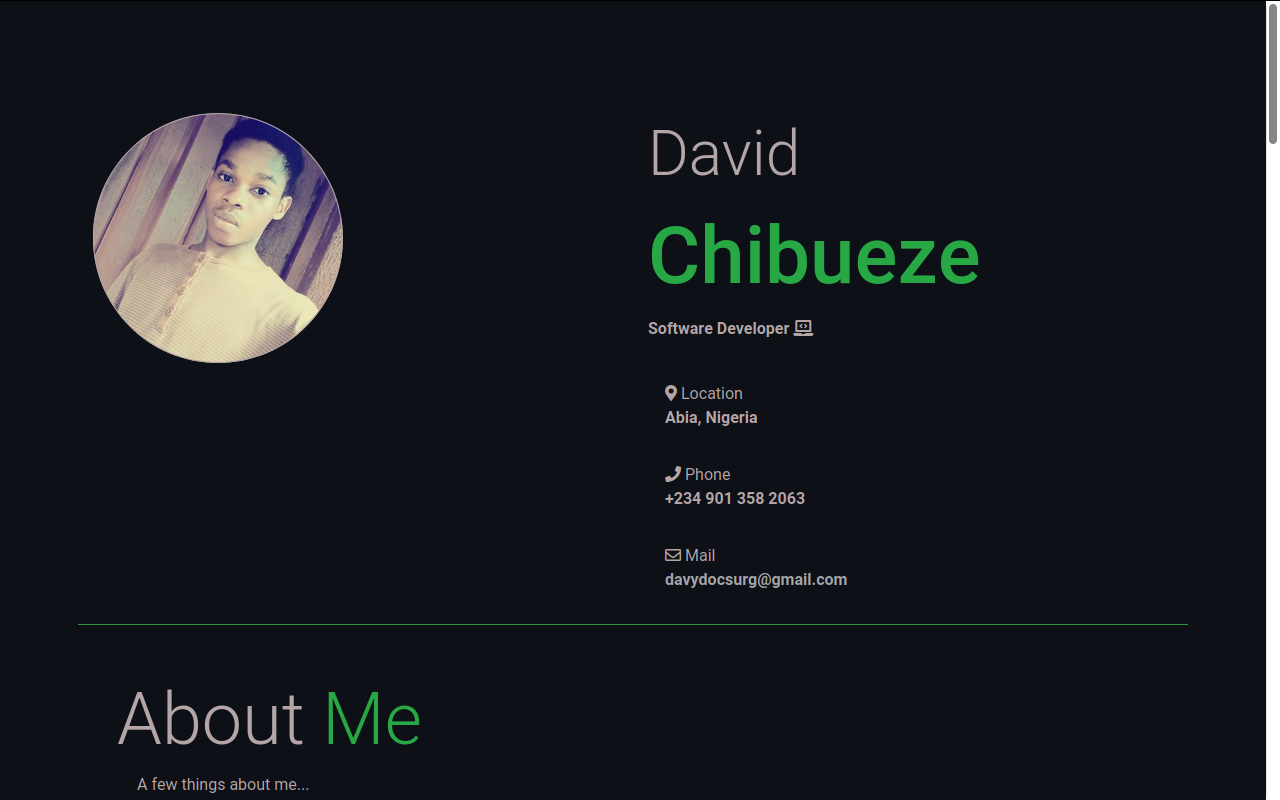 David
Chibueze
Software Developer
Location
Abia, Nigeria
Phone
+234 901 358 2063
Mail
davydocsurg@gmail.com
About Me
A few things about me...